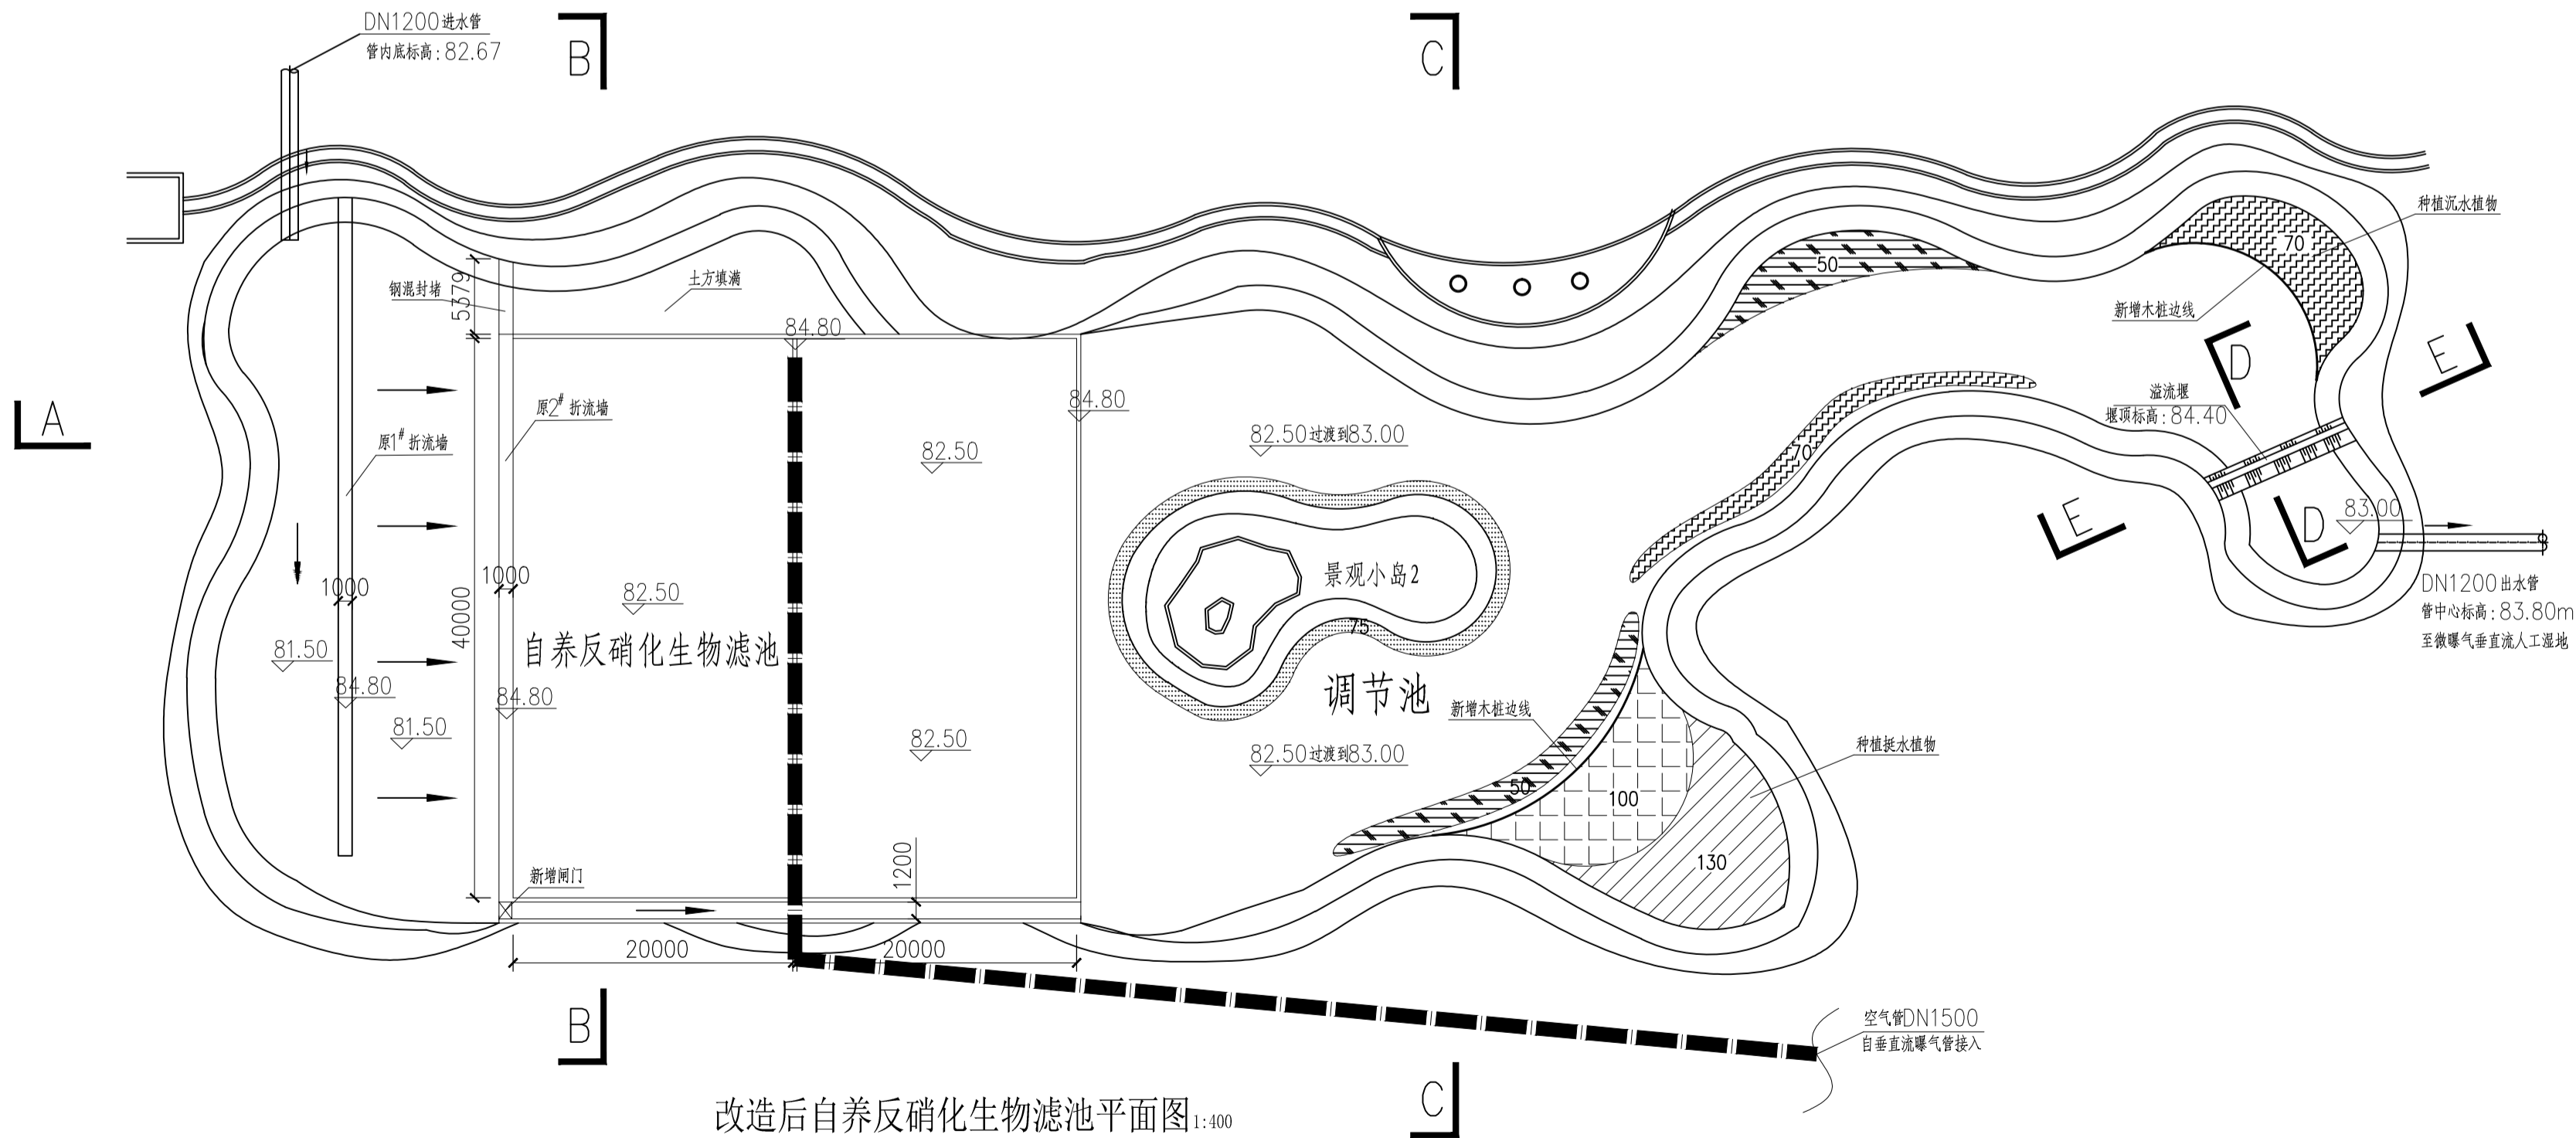 DN1200进水管
管内底标高:82.67
B
C
种植沉水植物
70
50
新增木桩边线
5379
钢混封堵
土方填满
84.80
D
E
A
原2# 折流墙
84.80
溢流堰
堰顶标高:84.40
原1# 折流墙
82.50
82.50过渡到83.00
70
E
D
83.00
1000
1000
40000
82.50
景观小岛2
DN1200出水管
管中心标高:83.80m
至微曝气垂直流人工湿地
75
81.50
自养反硝化生物滤池
84.80
84.80
调节池
新增木桩边线
81.50
82.50
82.50过渡到83.00
种植挺水植物
50
100
130
新增闸门
1200
20000
20000
B
空气管DN1500
自垂直流曝气管接入
C
改造后自养反硝化生物滤池平面图1:400